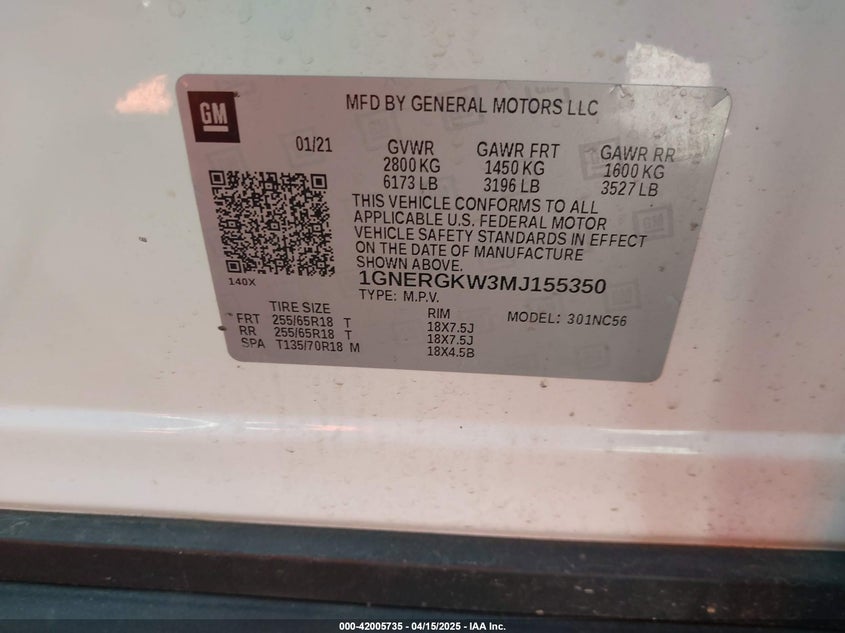 GM
MFD BY GENERAL MOTORS LLC
01/21
GVWR GAWR FRT GAWR RR
2800 KG 1450 KG 1600 KG
6173 LB 3196 LB 3527 LB
THIS VEHICLE CONFORMS TO ALL
APPLICABLE U.S. FEDERAL MOTOR
VEHICLE SAFETY STANDARDS IN EFFECT
ON THE DATE OF MANUFACTURE
SHOWN ABOVE.
140X
1GNERGKW3MJ155350
TYPE: M.P.V.
TIRE SIZE RIM MODEL: 301NC56
FRT 255/65R18 T 18X7.5J
RR 255/65R18 T 18X7.5J
SPA T135/70R18 M 18X4.5B
000-42005735 - 04/15/2025 - IAA Inc.